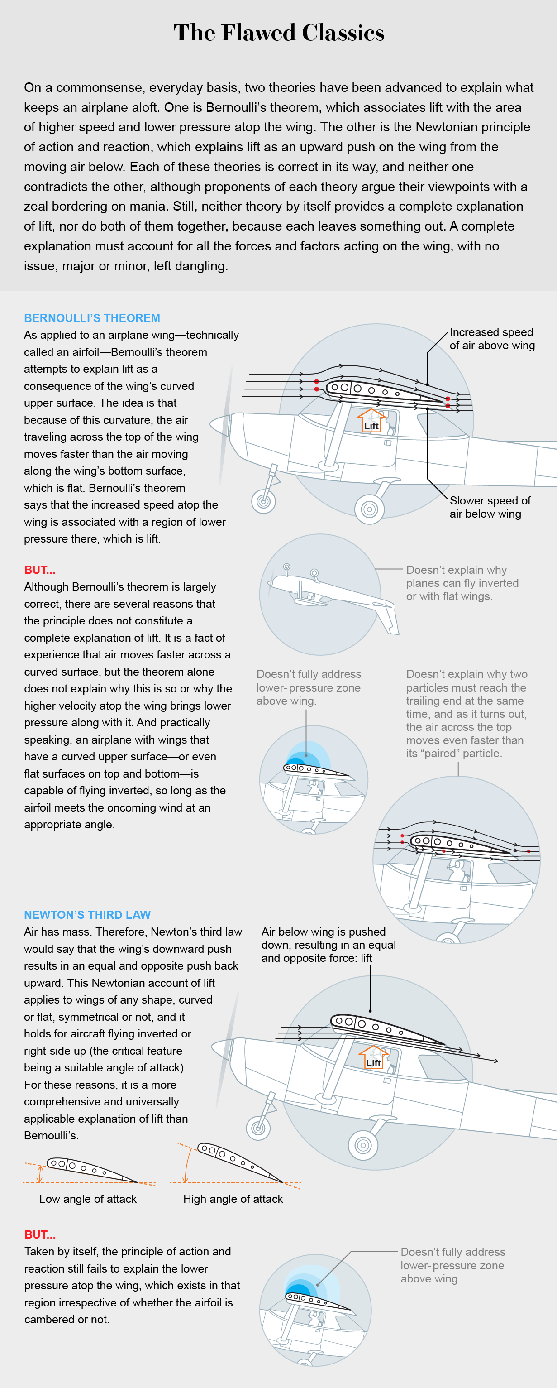 The Flawed Classics
On a commonsense, everyday basis, two theories have been advanced to explain what
keeps an airplane aloft. One is Bernoulli's theorem, which associates lift with the area
of higher speed and lower pressure atop the wing. The other is the Newtonian principle
of action and reaction, which explains lift as an upward push on the wing from the
moving air below. Each of these theories is correct in its way, and neither one
contradicts the other, although proponents of each theory argue their viewpoints with a
zeal bordering on mania. Still, neither theory by itself provides a complete explanation
of lift, nor do both of them together, because each leaves something out. A complete
explanation must account for all the forces and factors acting on the wing, with no
issue, major or minor, left dangling.
BERNOULLI'S THEOREM
As applied to an airplane wing—technically
called an airfoil—Bernoulli's theorem
attempts to explain lift as a
consequence of the wing's curved
upper surface. The idea is that
because of this curvature, the air
traveling across the top of the wing
moves faster than the air moving
along the wing's bottom surface,
which is flat. Bernoulli's theorem
says that the increased speed atop the
wing is associated with a region of lower
pressure there, which is lift.
Increased speed
of air above wing
Lift
Slower speed of
air below wing
BUT...
Although Bernoulli's theorem is largely
correct, there are several reasons that
the principle does not constitute a
complete explanation of lift. It is a fact of
experience that air moves faster across a
curved surface, but the theorem alone
does not explain why this is so or why the
higher velocity atop the wing brings lower
pressure along with it. And practically
speaking, an airplane with wings that
have a curved upper surface—or even
flat surfaces on top and bottom—is
capable of flying inverted, so long as the
airfoil meets the oncoming wind at an
appropriate angle.
Doesn't explain why
planes can fly inverted
or with flat wings.
Doesn't fully address
lower-pressure zone
above wing.
Doesn't explain why two
particles must reach the
trailing end at the same
time, and as it turns out,
the air across the top
moves even faster than
its “paired” particle.
NEWTON'S THIRD LAW
Air has mass. Therefore, Newton's third law
would say that the wing's downward push
results in an equal and opposite push back
upward. This Newtonian account of lift
applies to wings of any shape, curved
or flat, symmetrical or not, and it
holds for aircraft flying inverted or
right side up (the critical feature
being a suitable angle of attack)
For these reasons, it is a more
comprehensive and universally
applicable explanation of lift than
Bernoulli's.
Air below wing is pushed
down, resulting in an equal
and opposite force: lift
Lift
Low angle of attack
High angle of attack
BUT...
Taken by itself, the principle of action and
reaction still fails to explain the lower
pressure atop the wing, which exists in that
region irrespective of whether the airfoil is
cambered or not.
Doesn't fully address
lower-pressure zone
above wing